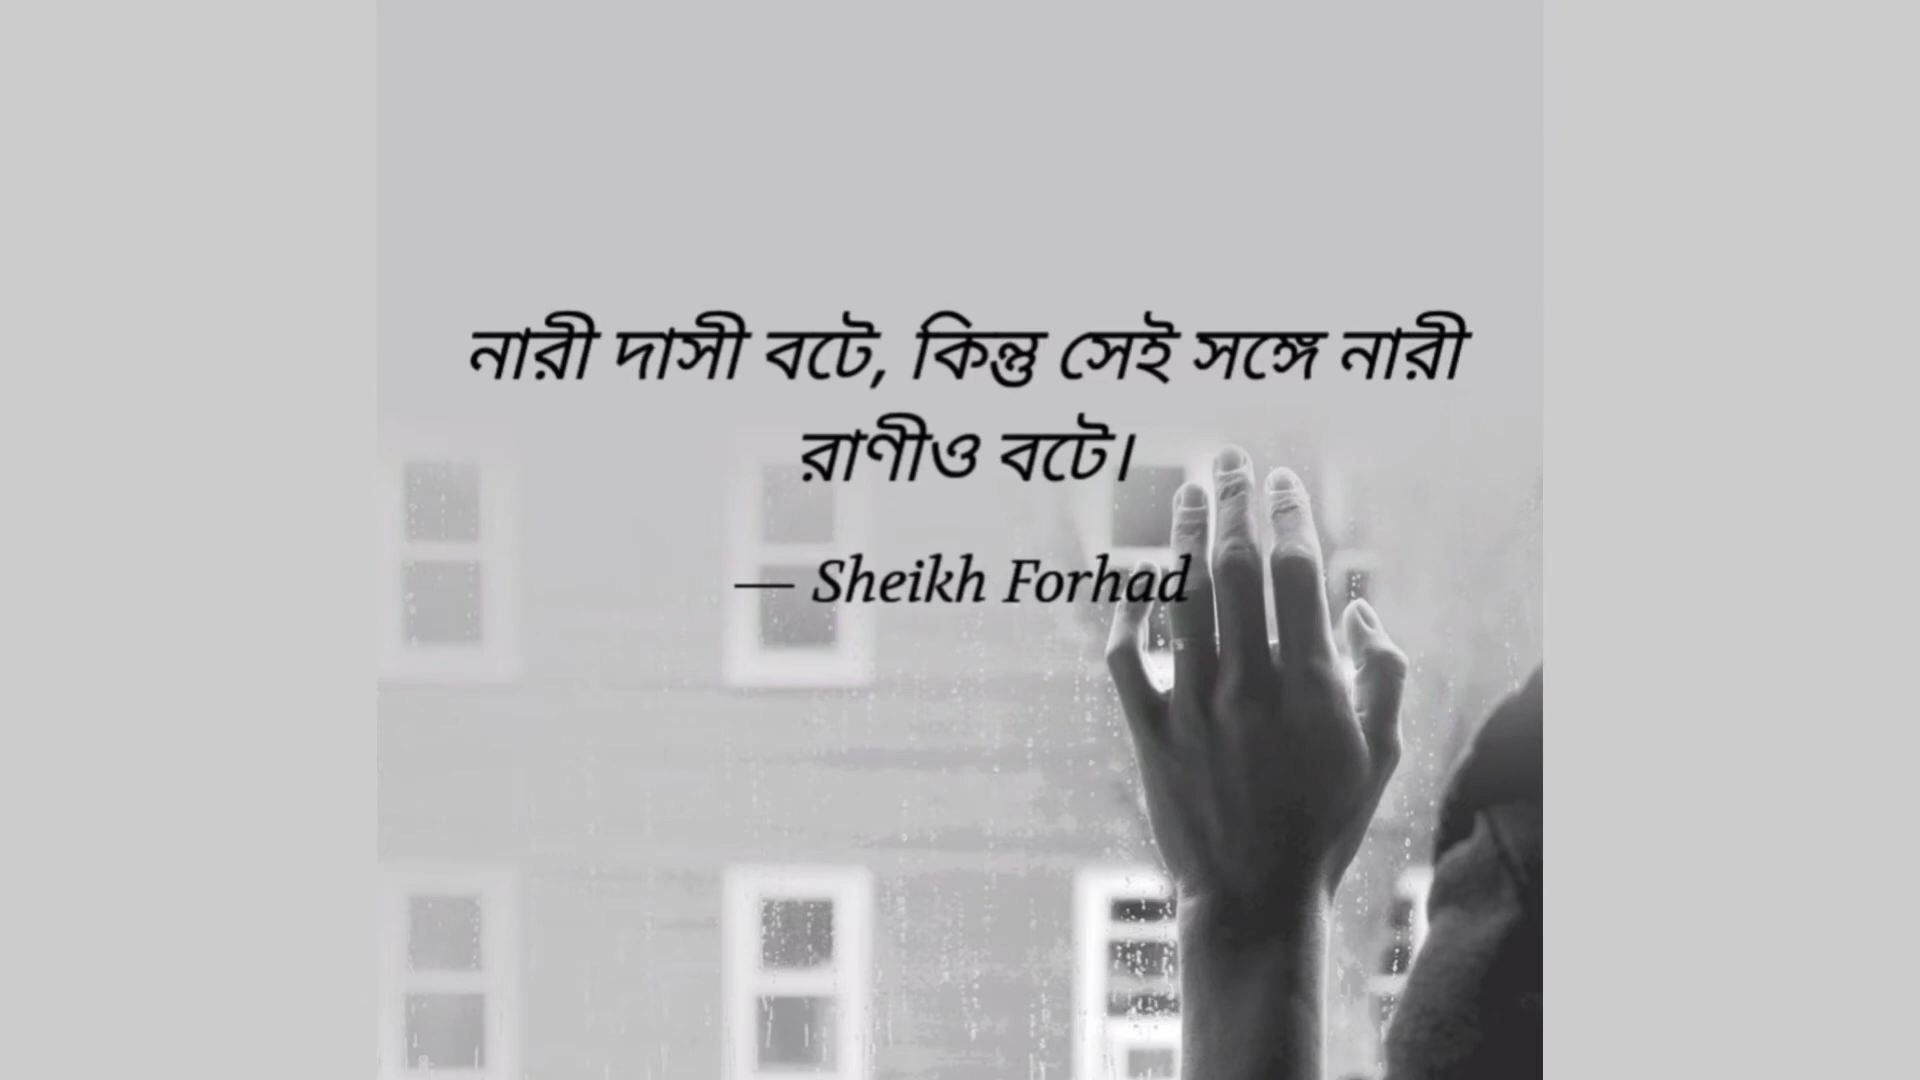 নারী দাসী বটে, কিন্তু সেই সঙ্গে নারী
রাণীও বটে।
— Sheikh Forhad